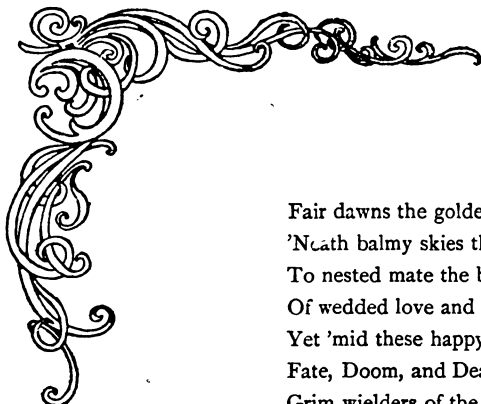 Fair dawns the golde
’Neath balmy skies th
To nested mate the b
Of wedded love and
Yet ’mid these happy
Fate, Doom, and Dea
Grim wielders of the